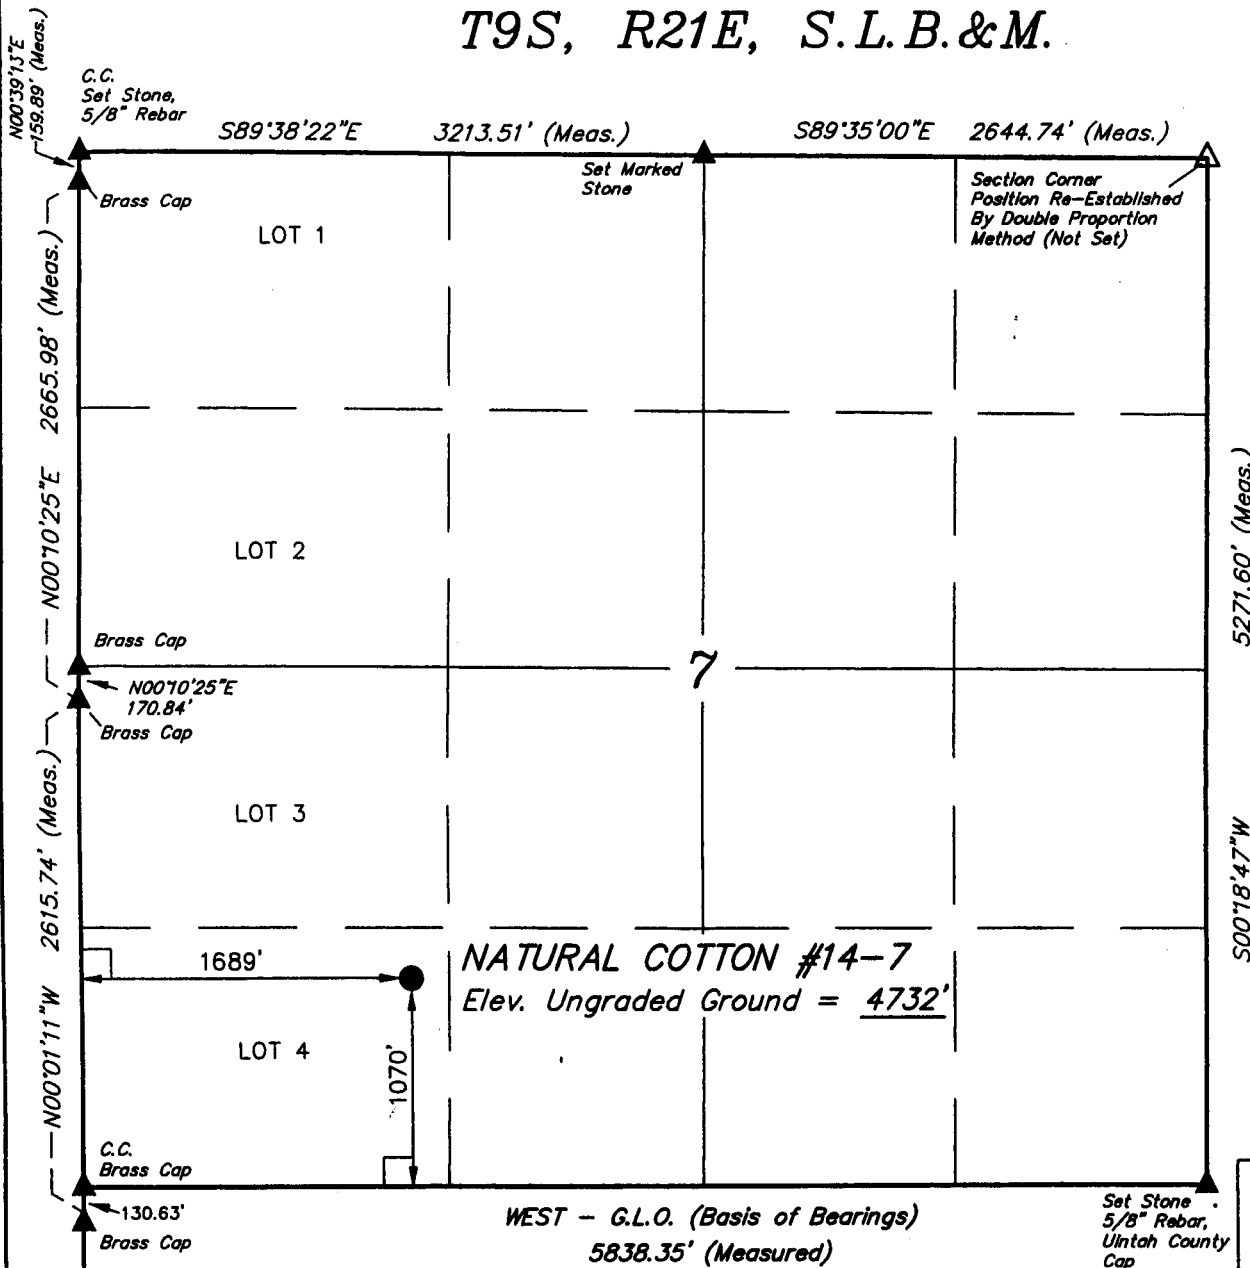 T9S, R21E, S.L.B.&M.
N00°39'13"E
159.89' (Meas.)
C.C.
Set Stone,
5/8" Rebar
S89°38'22"E 3213.51' (Meas.)
S89°35'00"E 2644.74' (Meas.)
Brass Cap
Set Marked
Stone
Section Corner
Position Re-Established
By Double Proportion
Method (Not Set)
LOT 1
N00°10'25"E 2665.98' (Meas.)
LOT 2
Brass Cap
7
N00°10'25"E
170.84'
Brass Cap
S00°18'47"W 5271.60' (Meas.)
LOT 3
N00°01'11"W 2615.74' (Meas.)
1689'
NATURAL COTTON #14-7
Elev. Ungraded Ground = 4732'
LOT 4
1070'
C.C.
Brass Cap
130.63'
Brass Cap
WEST - G.L.O. (Basis of Bearings)
5838.35' (Measured)
Set Stone
5/8" Rebar,
Uintah County
Cap